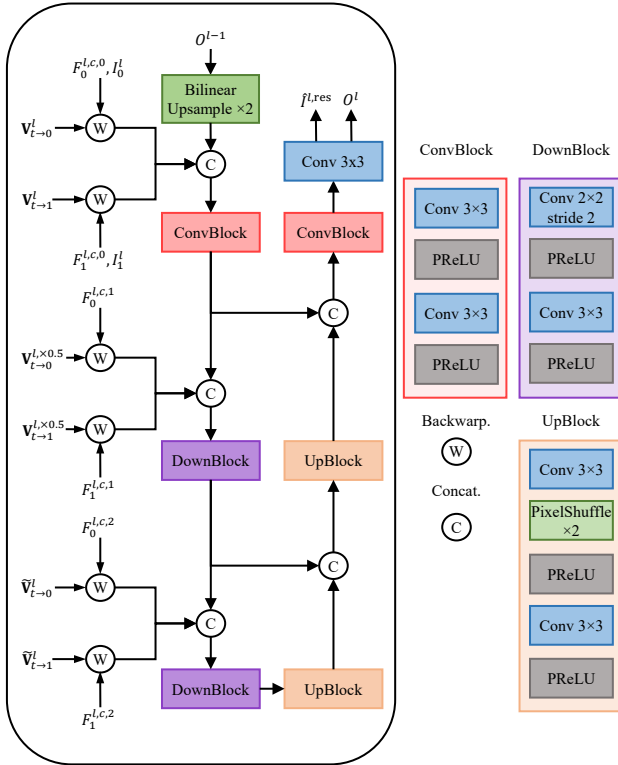 O^{l−1}
F_0^{l,c,0}, I_0^l
Bilinear
Upsample ×2
Î^{l,res}
O^l
V_{t→0}^l
W
C
Conv 3x3
V_{t→1}^l
W
ConvBlock
ConvBlock
F_1^{l,c,0}, I_1^l
F_0^{l,c,1}
C
V_{t→0}^{l,×0.5}
W
C
V_{t→1}^{l,×0.5}
W
DownBlock
UpBlock
F_1^{l,c,1}
F_0^{l,c,2}
C
Ṽ_{t→0}^l
W
C
Ṽ_{t→1}^l
W
DownBlock
UpBlock
F_1^{l,c,2}
ConvBlock
Conv 3×3
PReLU
Conv 3×3
PReLU
DownBlock
Conv 2×2
stride 2
PReLU
Conv 3×3
PReLU
Backwarp.
W
Concat.
C
UpBlock
Conv 3×3
PixelShuffle
×2
PReLU
Conv 3×3
PReLU